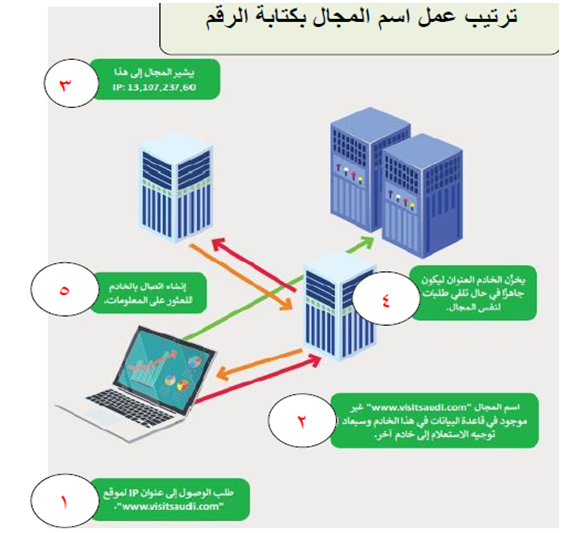 ترتيب عمل اسم المجال بكتابة الرقم
يشير المجال إلى هذا
IP: 13,107,237,60
٣
إنشاء اتصال بالخادم
للعثور على المعلومات.
٥
يخزّن الخادم العنوان ليكون
جاهزًا في حال تلقي طلبات
لنفس المجال.
٤
اسم المجال "www.visitsaudi.com" غير
موجود في قاعدة البيانات في هذا الخادم وسيعاد
توجيه الاستعلام إلى خادم آخر.
٢
طلب الوصول إلى عنوان IP لموقع
"www.visitsaudi.com".
١